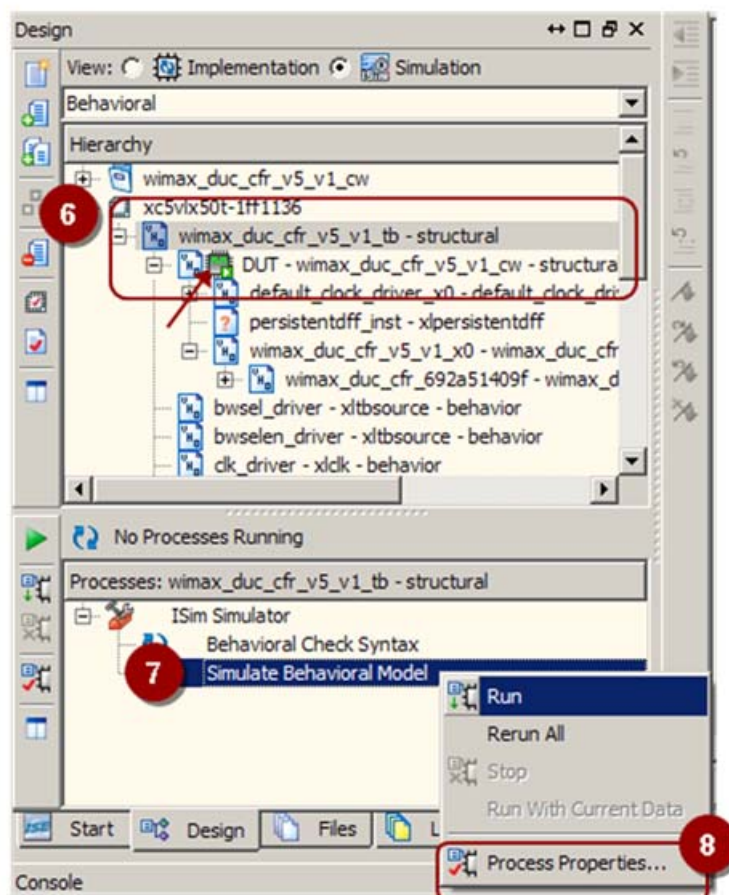 Design
View: Implementation Simulation
Behavioral
Hierarchy
wimax_duc_cfr_v5_v1_cw
6
xc5vlx50t-1ff1136
wimax_duc_cfr_v5_v1_tb - structural
DUT - wimax_duc_cfr_v5_v1_cw - structura
default_clock_driver_x0 - default_clock_dri
persistentdff_inst - xlpersistentdff
wimax_duc_cfr_v5_v1_x0 - wimax_duc_cfr
wimax_duc_cfr_692a51409f - wimax_d
bwsel_driver - xltbsource - behavior
bwselen_driver - xltbsource - behavior
clk_driver - xlclk - behavior
No Processes Running
Processes: wimax_duc_cfr_v5_v1_tb - structural
ISim Simulator
Behavioral Check Syntax
7 Simulate Behavioral Model
Run
Rerun All
Stop
Run With Current Data
8
Process Properties...
Start Design Files L
Console